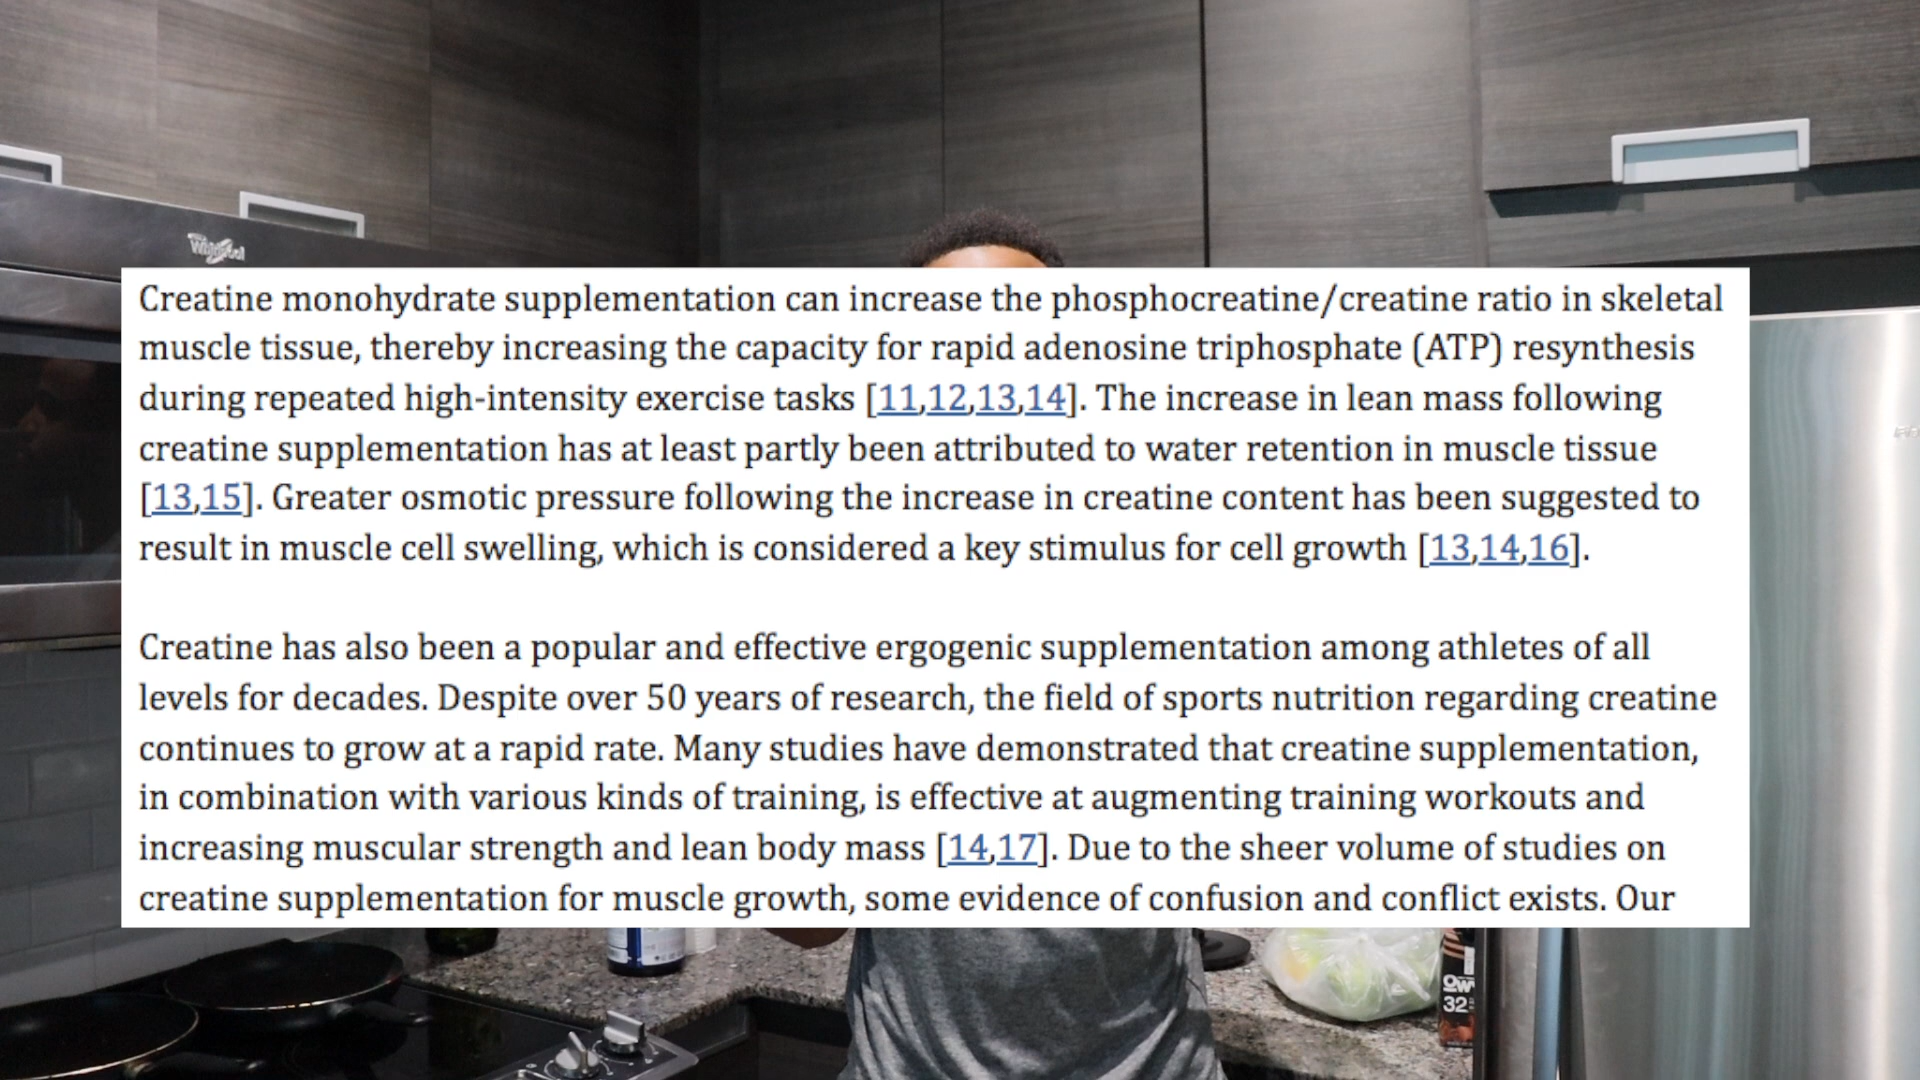 Whirlpool
Creatine monohydrate supplementation can increase the phosphocreatine/creatine ratio in skeletal
muscle tissue, thereby increasing the capacity for rapid adenosine triphosphate (ATP) resynthesis
during repeated high-intensity exercise tasks [11,12,13,14]. The increase in lean mass following
creatine supplementation has at least partly been attributed to water retention in muscle tissue
[13,15]. Greater osmotic pressure following the increase in creatine content has been suggested to
result in muscle cell swelling, which is considered a key stimulus for cell growth [13,14,16].
Creatine has also been a popular and effective ergogenic supplementation among athletes of all
levels for decades. Despite over 50 years of research, the field of sports nutrition regarding creatine
continues to grow at a rapid rate. Many studies have demonstrated that creatine supplementation,
in combination with various kinds of training, is effective at augmenting training workouts and
increasing muscular strength and lean body mass [14,17]. Due to the sheer volume of studies on
creatine supplementation for muscle growth, some evidence of confusion and conflict exists. Our
32